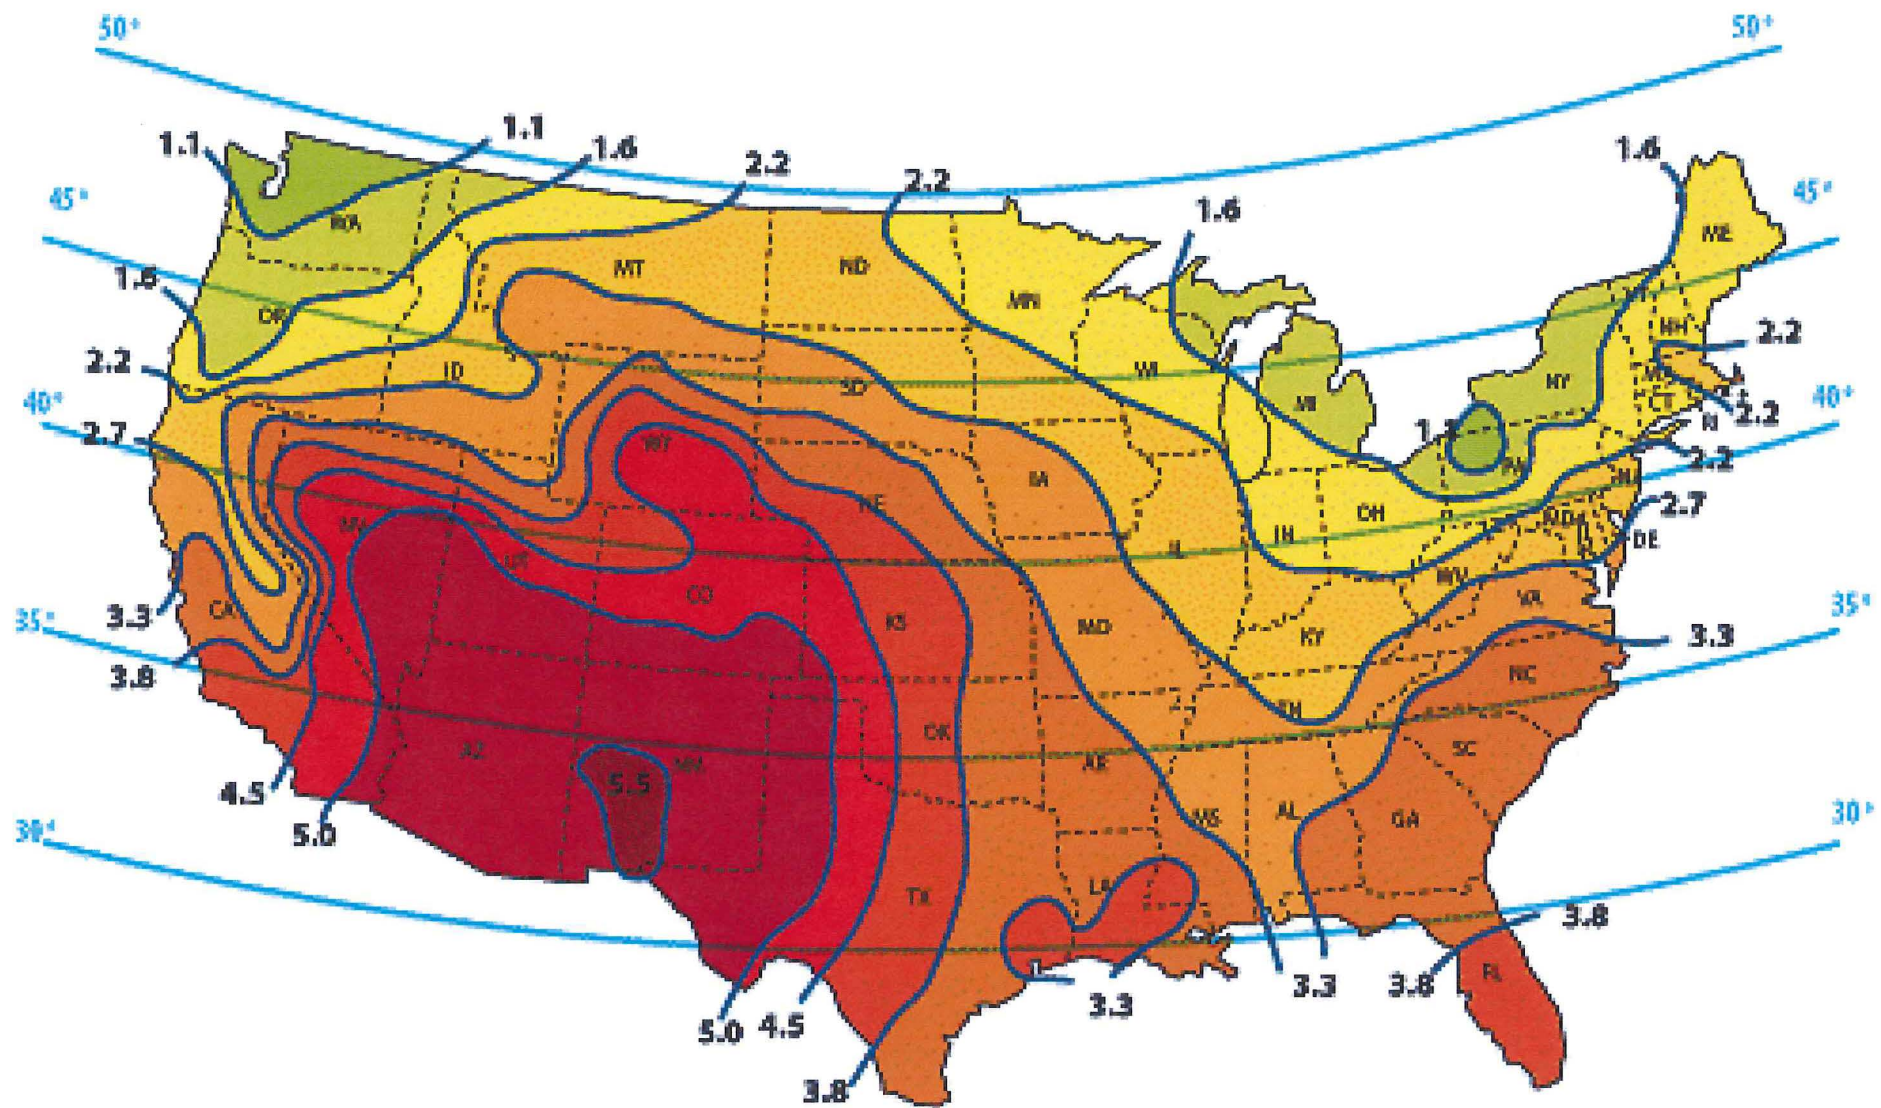 50°
50°
1.1
1.1
1.6
2.2
2.2
1.6
1.6
45°
45°
WA
MT
ND
MN
ME
1.6
OR
ID
SD
WI
MI
NY
NH
2.2
2.2
40°
40°
2.7
WY
1.1
PA
CT
RI
2.2
2.2
IA
NE
OH
IN
IL
NJ
2.7
DE
NV
UT
CO
KS
MO
KY
WV
VA
CA
3.3
35°
35°
3.3
3.8
NC
TN
AZ
NM
OK
AR
SC
5.5
4.5
5.0
MS
AL
GA
30°
30°
TX
LA
3.8
FL
3.3
3.3
3.8
5.0
4.5
3.8